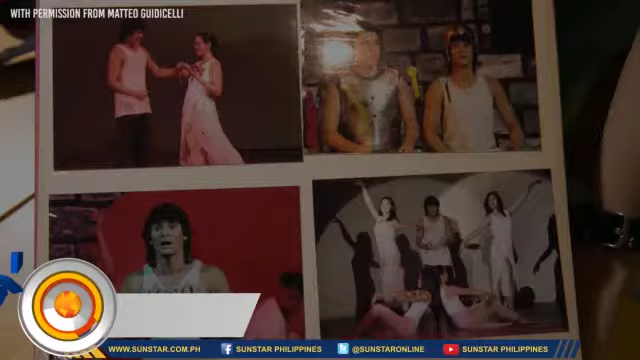 WITH PERMISSION FROM MATTEO GUIDICELLI
WWW.SUNSTAR.COM.PH
SUNSTAR PHILIPPINES
@SUNSTARONLINE
SUNSTAR PHILIPPINES